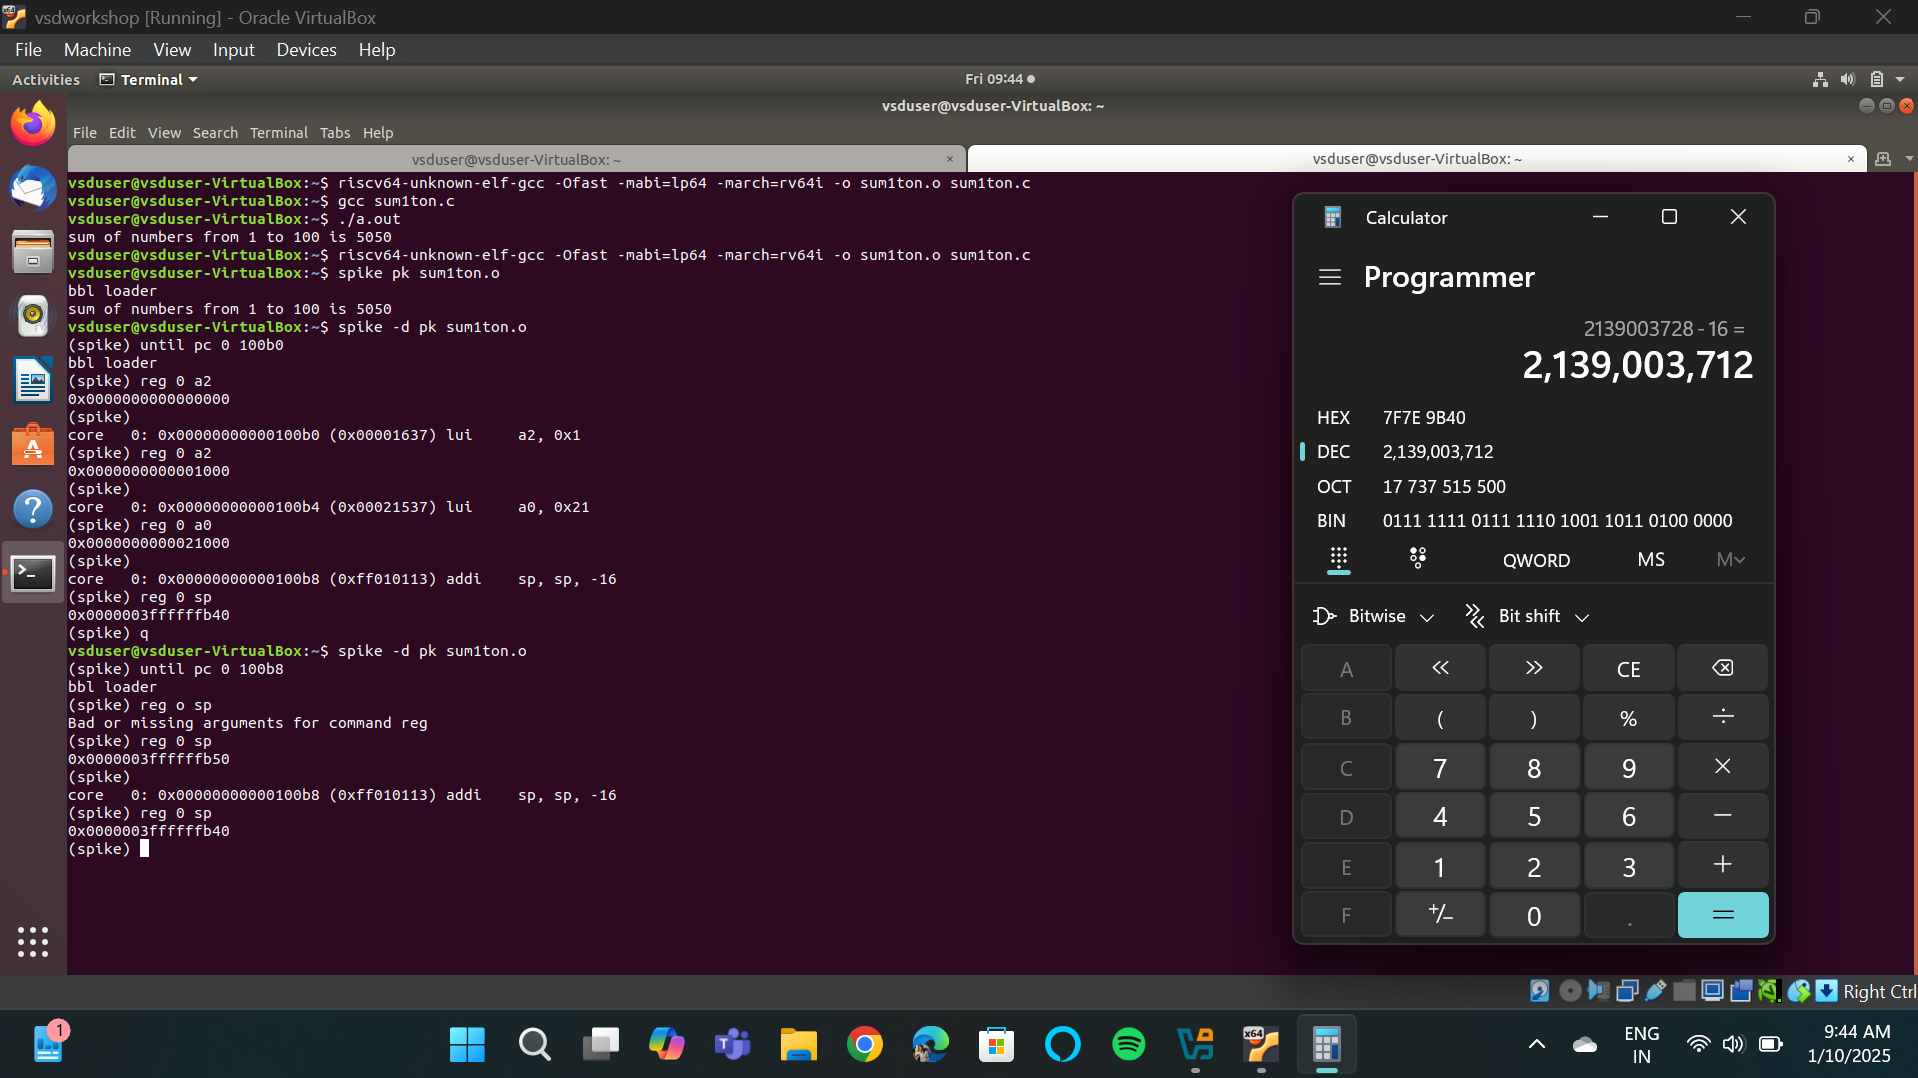 vsdworkshop [Running] - Oracle VirtualBox
File Machine View Input Devices Help
Activities Terminal Fri 09:44
vsduser@vsduser-VirtualBox: ~
File Edit View Search Terminal Tabs Help
vsduser@vsduser-VirtualBox: ~ × vsduser@vsduser-VirtualBox: ~ ×
vsduser@vsduser-VirtualBox:~$ riscv64-unknown-elf-gcc -Ofast -mabi=lp64 -march=rv64i -o sum1ton.o sum1ton.c
vsduser@vsduser-VirtualBox:~$ gcc sum1ton.c
vsduser@vsduser-VirtualBox:~$ ./a.out
sum of numbers from 1 to 100 is 5050
vsduser@vsduser-VirtualBox:~$ riscv64-unknown-elf-gcc -Ofast -mabi=lp64 -march=rv64i -o sum1ton.o sum1ton.c
vsduser@vsduser-VirtualBox:~$ spike pk sum1ton.o
bbl loader
sum of numbers from 1 to 100 is 5050
vsduser@vsduser-VirtualBox:~$ spike -d pk sum1ton.o
(spike) until pc 0 100b0
bbl loader
(spike) reg 0 a2
0x0000000000000000
(spike)
core   0: 0x00000000000100b0 (0x00001637) lui     a2, 0x1
(spike) reg 0 a2
0x0000000000001000
(spike)
core   0: 0x00000000000100b4 (0x00021537) lui     a0, 0x21
(spike) reg 0 a0
0x0000000000021000
(spike)
core   0: 0x00000000000100b8 (0xff010113) addi    sp, sp, -16
(spike) reg 0 sp
0x0000003ffffffb40
(spike) q
vsduser@vsduser-VirtualBox:~$ spike -d pk sum1ton.o
(spike) until pc 0 100b8
bbl loader
(spike) reg o sp
Bad or missing arguments for command reg
(spike) reg 0 sp
0x0000003ffffffb50
(spike)
core   0: 0x00000000000100b8 (0xff010113) addi    sp, sp, -16
(spike) reg 0 sp
0x0000003ffffffb40
(spike)
Calculator
Programmer
2139003728 - 16 =
2,139,003,712
HEX 7F7E 9B40
DEC 2,139,003,712
OCT 17 737 515 500
BIN 0111 1111 0111 1110 1001 1011 0100 0000
QWORD MS M
Bitwise Bit shift
A << >> CE
B ( ) % ÷
C 7 8 9 ×
D 4 5 6 −
E 1 2 3 +
F +/− 0 . =
Right Ctrl
1
x64
ENG
IN
9:44 AM
1/10/2025